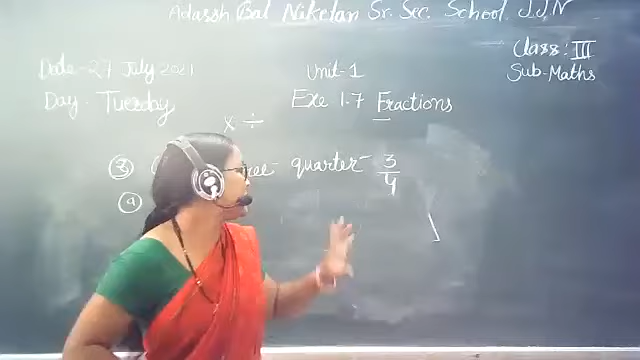 Adassh Bal Niketan Sr. Sec. School JJN
Class: III
Date - 27 July 2021
Unit-1
Sub-Maths
Day: Tuesday
Exe 1.7 Fractions
x ÷
③ quarter- 3/4
ⓐ